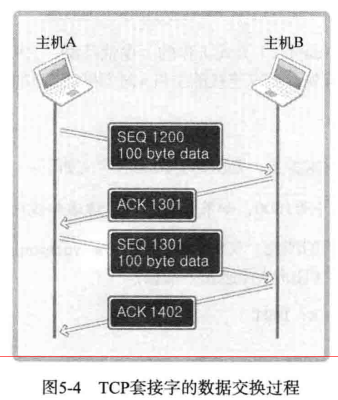 主机A
主机B
SEQ 1200
100 byte data
ACK 1301
SEQ 1301
100 byte data
ACK 1402
图5-4 TCP套接字的数据交换过程